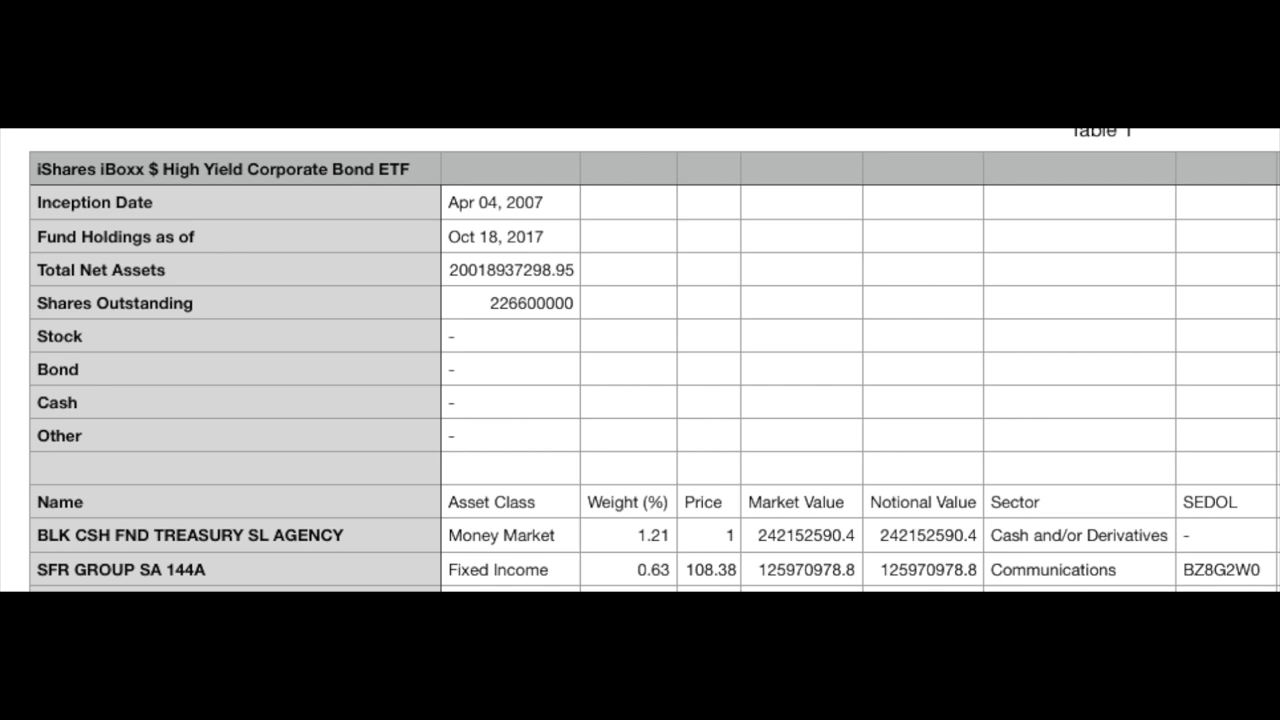 Table 1
iShares iBoxx $ High Yield Corporate Bond ETF
Inception Date Apr 04, 2007
Fund Holdings as of Oct 18, 2017
Total Net Assets 20018937298.95
Shares Outstanding 226600000
Stock -
Bond -
Cash -
Other -
Name Asset Class Weight (%) Price Market Value Notional Value Sector SEDOL
BLK CSH FND TREASURY SL AGENCY Money Market 1.21 1 242152590.4 242152590.4 Cash and/or Derivatives -
SFR GROUP SA 144A Fixed Income 0.63 108.38 125970978.8 125970978.8 Communications BZ8G2W0